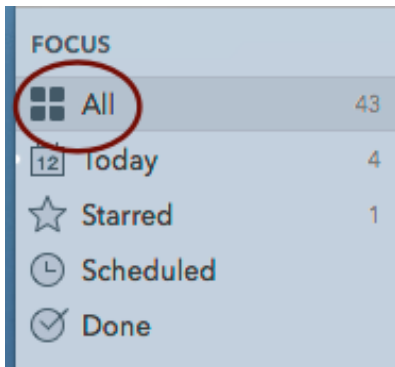 FOCUS
All 43
12 Today 4
Starred 1
Scheduled
Done